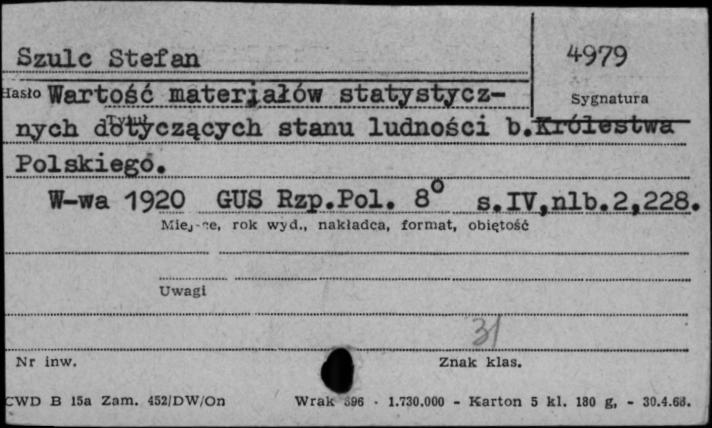 Szulc Stefan
4979
Hasło Wartość materjałów statystycz-
Sygnatura
Tytuł
nych dotyczących stanu ludności b.Królestwa
Polskiego.
W-wa 1920 GUS Rzp.Pol. 8° s.IV,nlb.2,228.
Miejsce, rok wyd., nakładca, format, objętość
Uwagi
31
Nr inw.
Znak klas.
CWD B 15a Zam. 452/DW/On Wrak 396 - 1.730.000 - Karton 5 kl. 180 g, - 30.4.68.